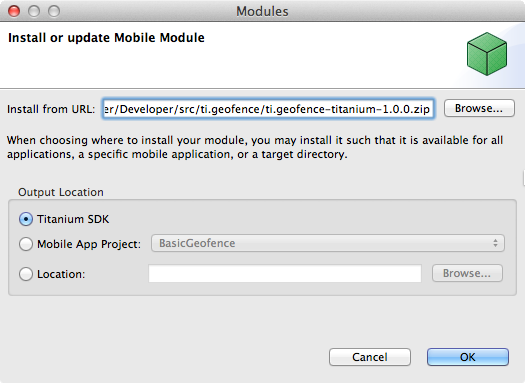 Modules
Install or update Mobile Module
Install from URL: er/Developer/src/ti.geofence/ti.geofence-titanium-1.0.0.zip Browse...
When choosing where to install your module, you may install it such that it is available for all
applications, a specific mobile application, or a target directory.
Output Location
Titanium SDK
Mobile App Project: BasicGeofence
Location: Browse...
Cancel OK